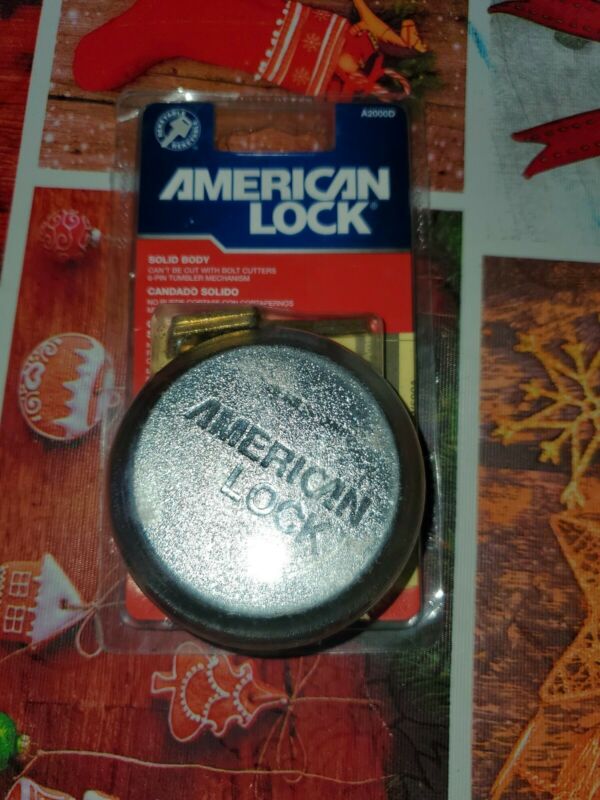 REKEYABLE
A2000D
AMERICAN
LOCK®
SOLID BODY
CAN'T BE CUT WITH BOLT CUTTERS
6-PIN TUMBLER MECHANISM
CANDADO SOLIDO
AMERICAN
LOCK